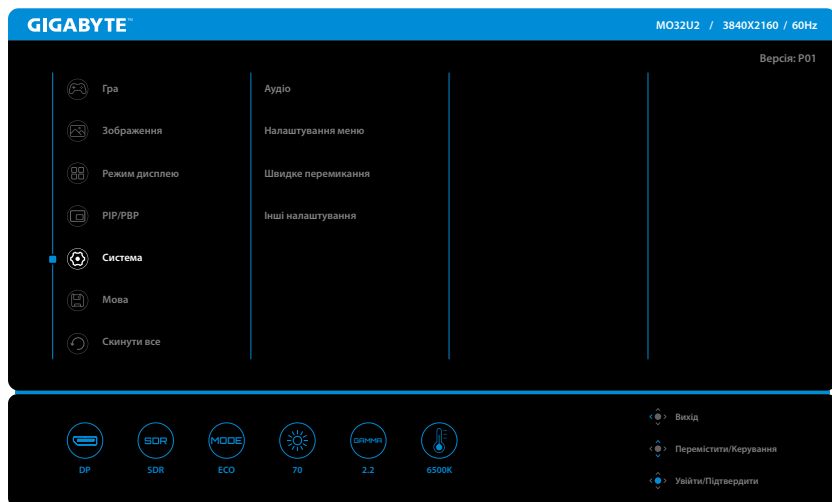 GIGABYTE™
MO32U2 / 3840X2160 / 60Hz
Версія: P01
Гра
Аудіо
Зображення
Налаштування меню
Режим дисплею
Швидке перемикання
PIP/PBP
Інші налаштування
Система
Мова
Скинути все
Вихід
SDR
MODE
GAMMA
Перемістити/Керування
DP
SDR
ECO
70
2.2
6500K
Увійти/Підтвердити